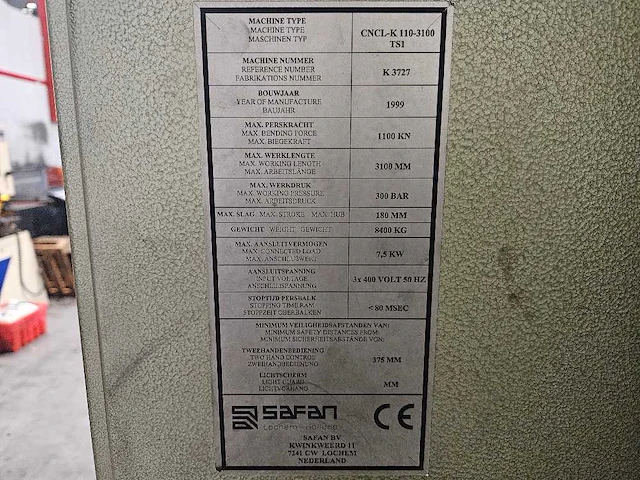 MACHINE TYPE
MACHINE TYPE
MASCHINEN TYP
CNCL-K 110-3100
TS1
MACHINE NUMMER
REFERENCE NUMBER
FABRIKATIONS NUMMER
K 3727
BOUWJAAR
YEAR OF MANUFACTURE
BAUJAHR
1999
MAX. PERSKRACHT
MAX. BENDING FORCE
MAX. BIEGEKRAFT
1100 KN
MAX. WERKLENGTE
MAX. WORKING LENGTH
MAX. ARBEITSLÄNGE
3100 MM
MAX. WERKDRUK
MAX. WORKING PRESSURE
MAX. ARBEITSDRUCK
300 BAR
MAX. SLAG MAX. STROKE MAX. HUB
180 MM
GEWICHT WEIGHT GEWICHT
8400 KG
MAX. AANSLUITVERMOGEN
MAX. CONNECTED LOAD
MAX. ANSCHLUSWERT
7,5 KW
AANSLUITSPANNING
INPUT VOLTAGE
ANSCHLUSSPANNUNG
3x 400 VOLT 50 HZ
STOPTIJD PERSBALK
STOPPING TIME RAM
STOPPZEIT OBERBALKEN
< 80 MSEC
MINIMUM VEILIGHEIDSAFSTANDEN VAN:
MINIMUM SAFETY DISTANCES FROM:
MINIMUM SICHERHEITSABSTÄNDE VON:
TWEEHANDENBEDIENING
TWO HAND CONTROL
ZWEIHANDBEDIENUNG
375 MM
LICHTSCHERM
LIGHT GUARD
LICHTVORHANG
MM
SAFAN
Lochem - Holland
CE
SAFAN BV
KWINKWEERD 11
7241 CW LOCHEM
NEDERLAND